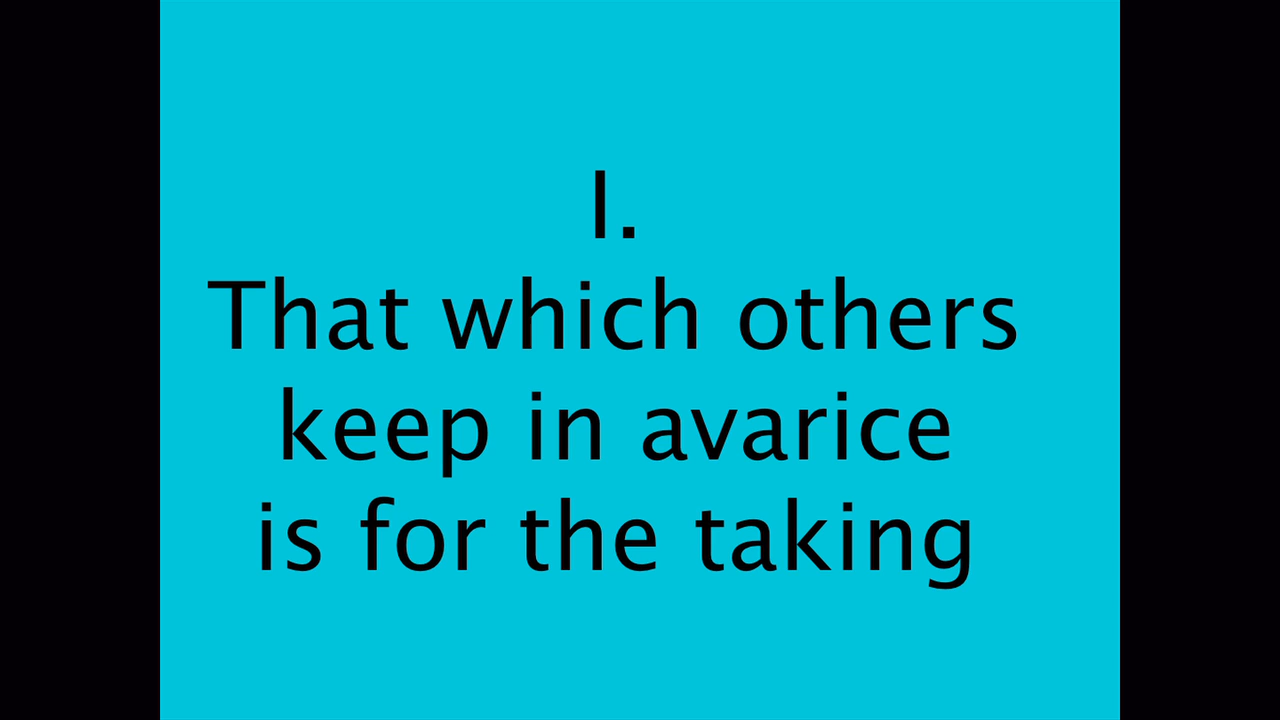 I.
That which others
keep in avarice
is for the taking